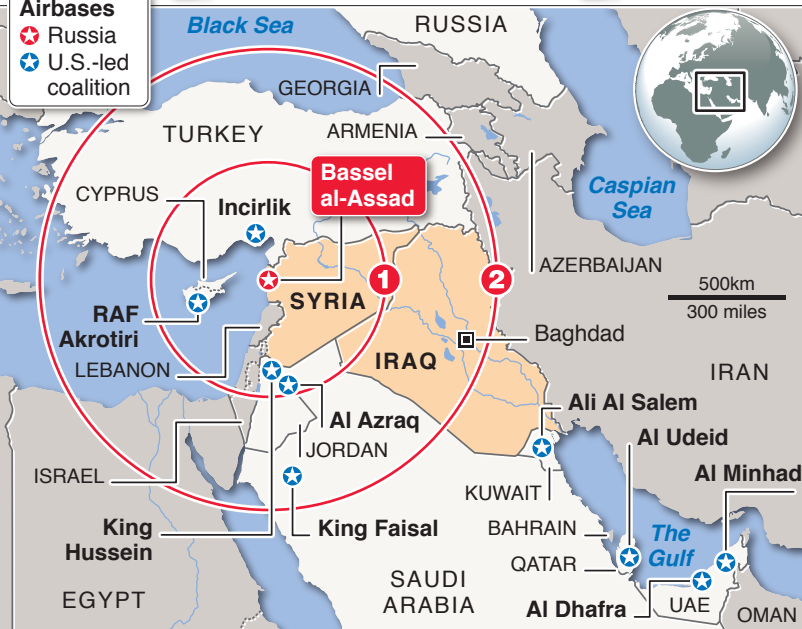 Airbases
Russia
U.S.-led
coalition
Black Sea
RUSSIA
GEORGIA
TURKEY
ARMENIA
Bassel
al-Assad
CYPRUS
Incirlik
Caspian
Sea
AZERBAIJAN
1
2
SYRIA
500km
300 miles
RAF
Akrotiri
Baghdad
LEBANON
IRAQ
IRAN
Al Azraq
Ali Al Salem
JORDAN
Al Udeid
ISRAEL
Al Minhad
KUWAIT
King
Hussein
King Faisal
BAHRAIN
The
Gulf
QATAR
SAUDI
ARABIA
EGYPT
Al Dhafra
UAE
OMAN